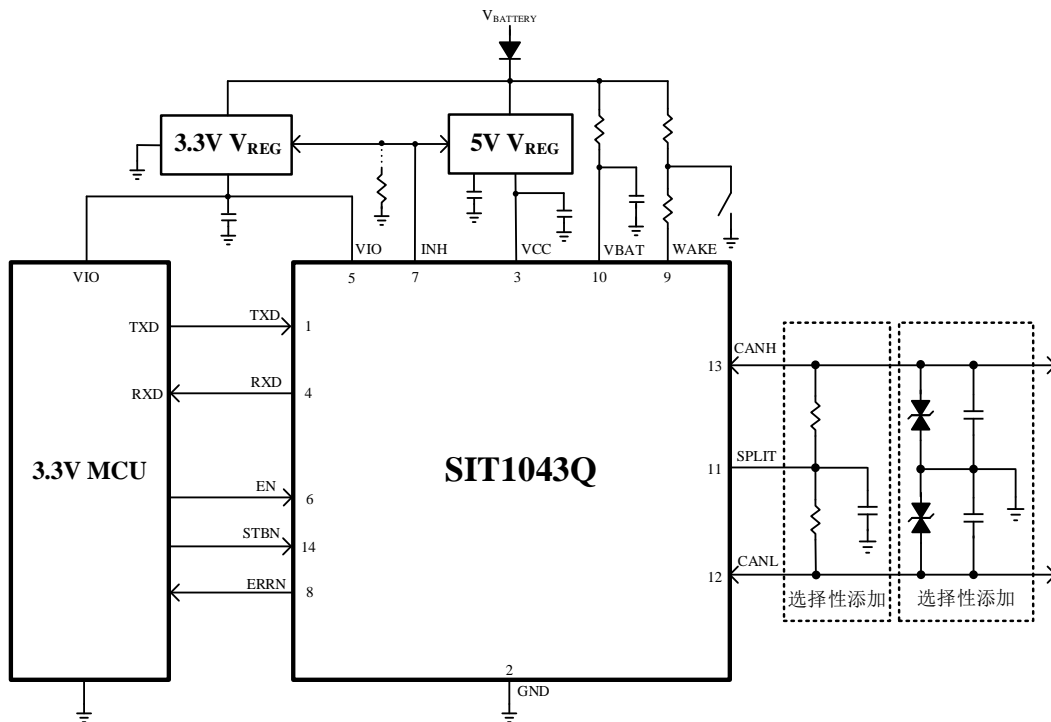 VBATTERY
3.3V VREG
5V VREG
VIO
INH
VCC
VBAT
WAKE
VIO
5
7
3
10
9
TXD
TXD
1
RXD
RXD
4
3.3V MCU
SIT1043Q
EN
6
STBN
14
ERRN
8
13
CANH
11
SPLIT
12
CANL
选择性添加
选择性添加
2
GND